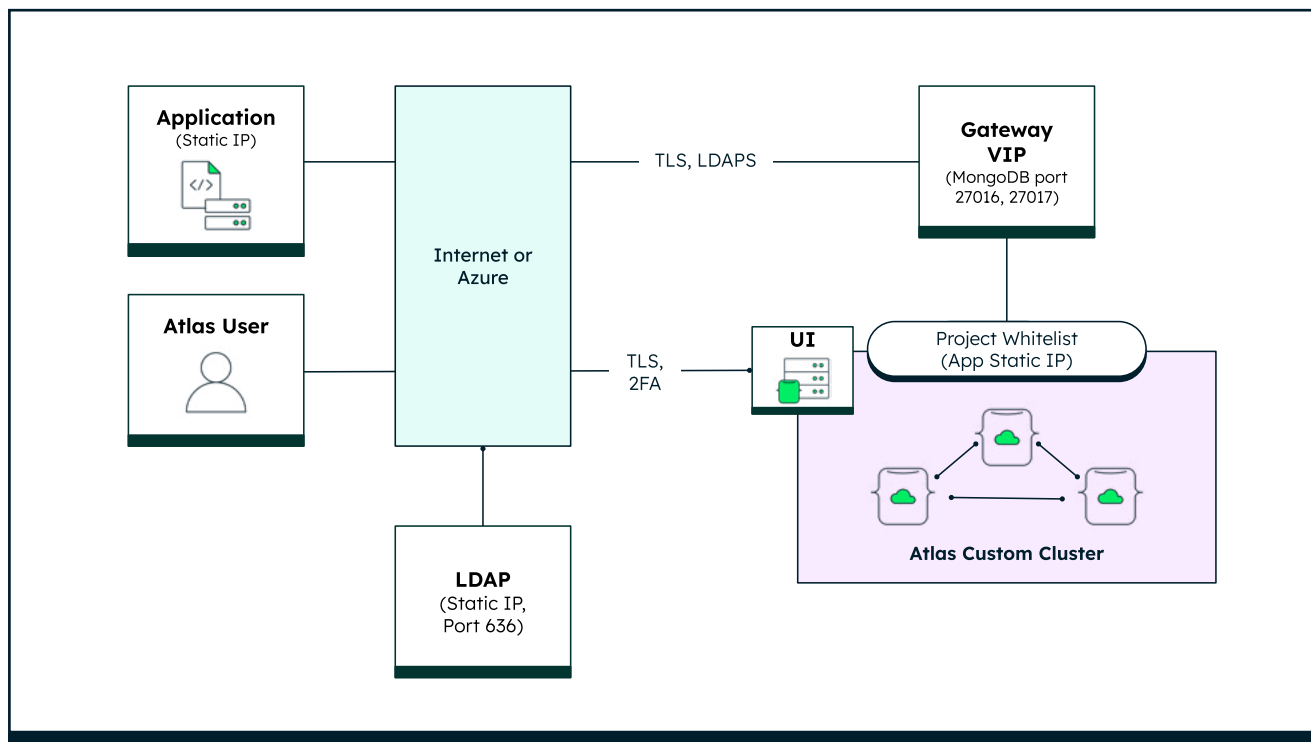 Application
(Static IP)
</>
Internet or
Azure
TLS, LDAPS
Gateway
VIP
(MongoDB port
27016, 27017)
Atlas User
TLS,
2FA
UI
Project Whitelist
(App Static IP)
Atlas Custom Cluster
LDAP
(Static IP,
Port 636)